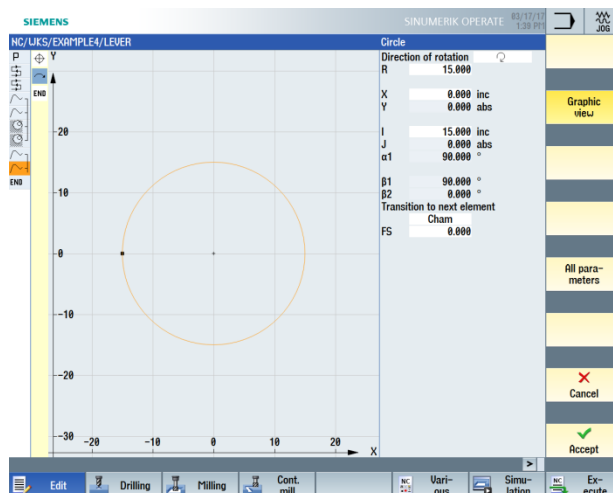 SIEMENS
SINUMERIK OPERATE 03/17/17 1:39 PM
JOG
NC/WKS/EXAMPLE4/LEVER
Circle
P
END
Y
END
-20
-10
-0
--10
--20
--30
-20 -10 0 10 20 X
Direction of rotation
R 15.000
X 0.000 inc
Y 0.000 abs
I 15.000 inc
J 0.000 abs
α1 90.000 °
β1 90.000 °
β2 0.000 °
Transition to next element
Cham
FS 0.000
Graphic
view
All para-
meters
Cancel
Accept
>
Edit
Drilling
Milling
Cont.
mill.
NC
Vari-
ous
Simu-
lation
NC
Ex-
ecute